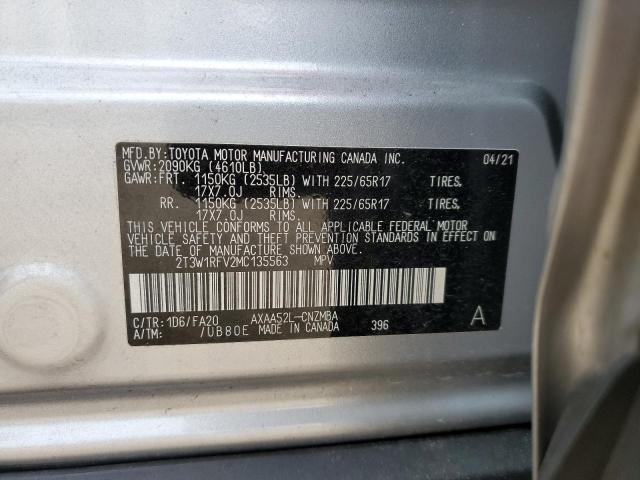 MFD.BY:TOYOTA MOTOR MANUFACTURING CANADA INC. 04/21
GVWR:2090KG (4610LB)
GAWR:FRT. 1150KG (2535LB) WITH 225/65R17 TIRES,
17X7.0J RIMS.
RR. 1150KG (2535LB) WITH 225/65R17 TIRES,
17X7.0J RIMS.
THIS VEHICLE CONFORMS TO ALL APPLICABLE FEDERAL MOTOR
VEHICLE SAFETY AND THEFT PREVENTION STANDARDS IN EFFECT
ON THE DATE OF MANUFACTURE SHOWN ABOVE.
2T3W1RFV2MC135563 MPV
C/TR:1D6/FA20 AXAA52L-CNZMBA
A/TM: /UB80E MADE IN CANADA 396 A